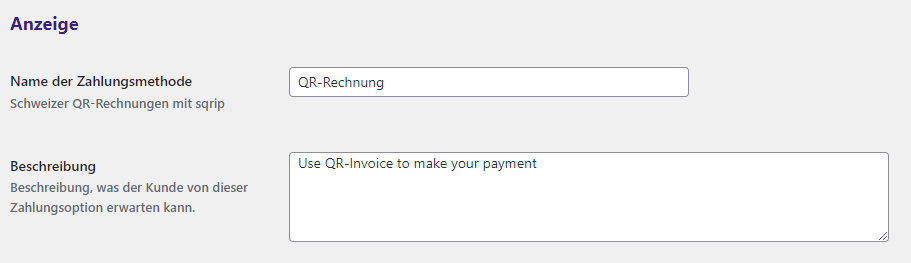 Anzeige
Name der Zahlungsmethode
QR-Rechnung
Schweizer QR-Rechnungen mit sqrip
Beschreibung
Use QR-Invoice to make your payment
Beschreibung, was der Kunde von dieser
Zahlungsoption erwarten kann.